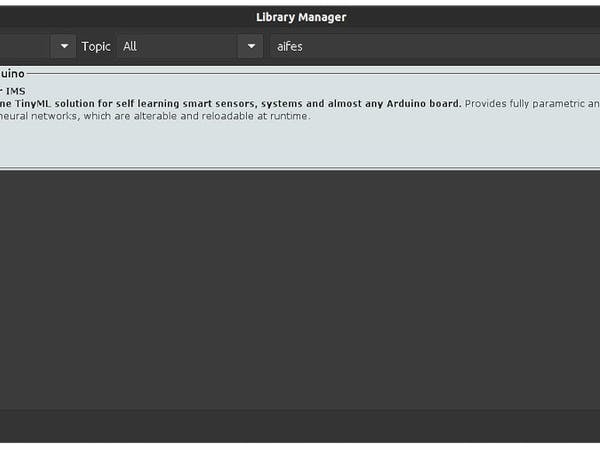 Library Manager
Topic All aifes
uino
r IMS
ne TinyML solution for self learning smart sensors, systems and almost any Arduino board. Provides fully parametric an
neural networks, which are alterable and reloadable at runtime.